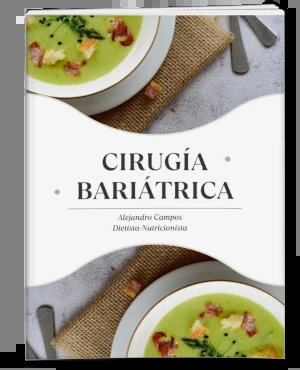 CIRUGÍA
BARIÁTRICA
Alejandro Campos
Dietista-Nutricionista